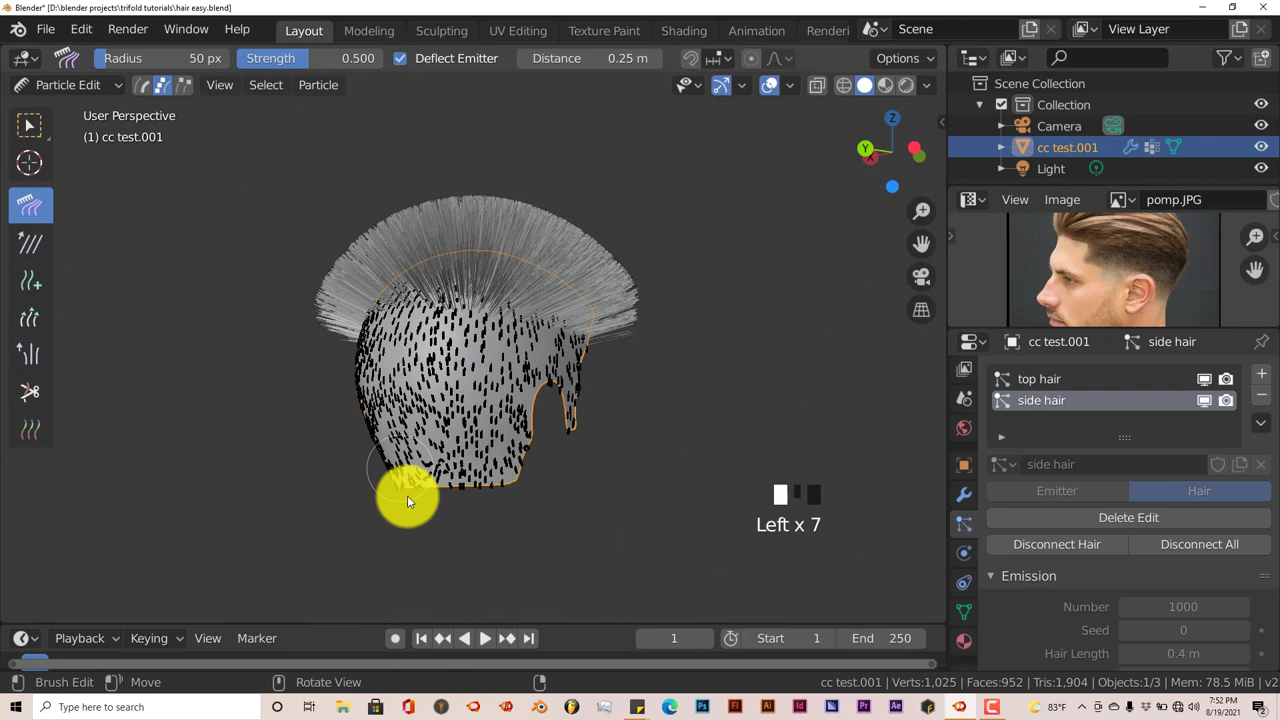 Blender* [D:\blender projects\trifold tutorials\hair easy.blend]
File Edit Render Window Help Layout Modeling Sculpting UV Editing Texture Paint Shading Animation Renderi Scene View Layer
Radius 50 px Strength 0.500 Deflect Emitter Distance 0.25 m Options
Particle Edit View Select Particle
User Perspective
(1) cc test.001
Z
Y
Scene Collection
Collection
Camera
cc test.001
Light
View Image pomp.JPG
cc test.001 side hair
top hair
side hair
side hair
Emitter Hair
Delete Edit
Disconnect Hair Disconnect All
Emission
Number 1000
Seed 0
Hair Length 0.4 m
Left x 7
Playback Keying View Marker 1 Start 1 End 250
Brush Edit Move Rotate View cc test.001 Verts:1,025 | Faces:952 | Tris:1,904 | Objects:1/3 | Mem: 78.5 MiB | v2
Type here to search
83°F
7:52 PM
8/19/2021